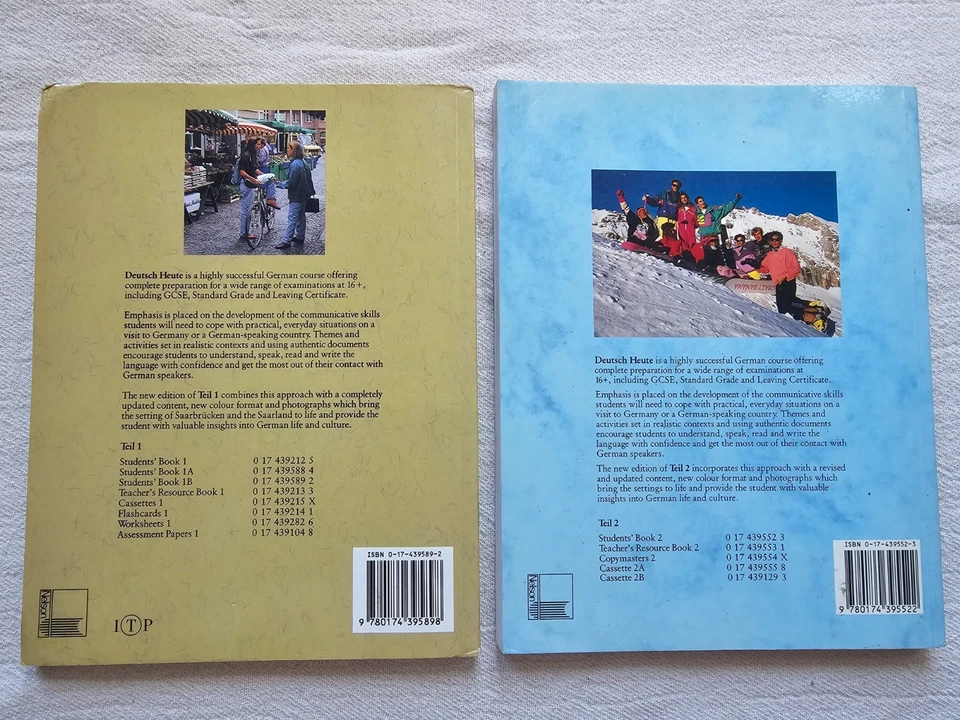 Deutsch Heute is a highly successful German course offering
complete preparation for a wide range of examinations at 16+,
including GCSE, Standard Grade and Leaving Certificate.
Emphasis is placed on the development of the communicative skills
students will need to cope with practical, everyday situations on a
visit to Germany or a German-speaking country. Themes and
activities set in realistic contexts and using authentic documents
encourage students to understand, speak, read and write the
language with confidence and get the most out of their contact with
German speakers.
The new edition of Teil 1 combines this approach with a completely
updated content, new colour format and photographs which bring
the setting of Saarbrücken and the Saarland to life and provide the
student with valuable insights into German life and culture.
Teil 1
Students' Book 1 0 17 439212 5
Students' Book 1A 0 17 439588 4
Students' Book 1B 0 17 439589 2
Teacher's Resource Book 1 0 17 439213 3
Cassettes 1 0 17 439215 X
Flashcards 1 0 17 439214 1
Worksheets 1 0 17 439282 6
Assessment Papers 1 0 17 439104 8
Nelson
I T P
ISBN 0-17-439589-2
9 780174 395898
Deutsch Heute is a highly successful German course offering
complete preparation for a wide range of examinations at
16+, including GCSE, Standard Grade and Leaving Certificate.
Emphasis is placed on the development of the communicative skills
students will need to cope with practical, everyday situations on a
visit to Germany or a German-speaking country. Themes and
activities set in realistic contexts and using authentic documents
encourage students to understand, speak, read and write the
language with confidence and get the most out of their contact with
German speakers.
The new edition of Teil 2 incorporates this approach with a revised
and updated content, new colour format and photographs which
bring the settings to life and provide the student with valuable
insights into German life and culture.
Teil 2
Students' Book 2 0 17 439552 3
Teacher's Resource Book 2 0 17 439553 1
Copymasters 2 0 17 439554 X
Cassette 2A 0 17 439555 8
Cassette 2B 0 17 439129 3
Nelson
ISBN 0-17-439552-3
9 780174 395522